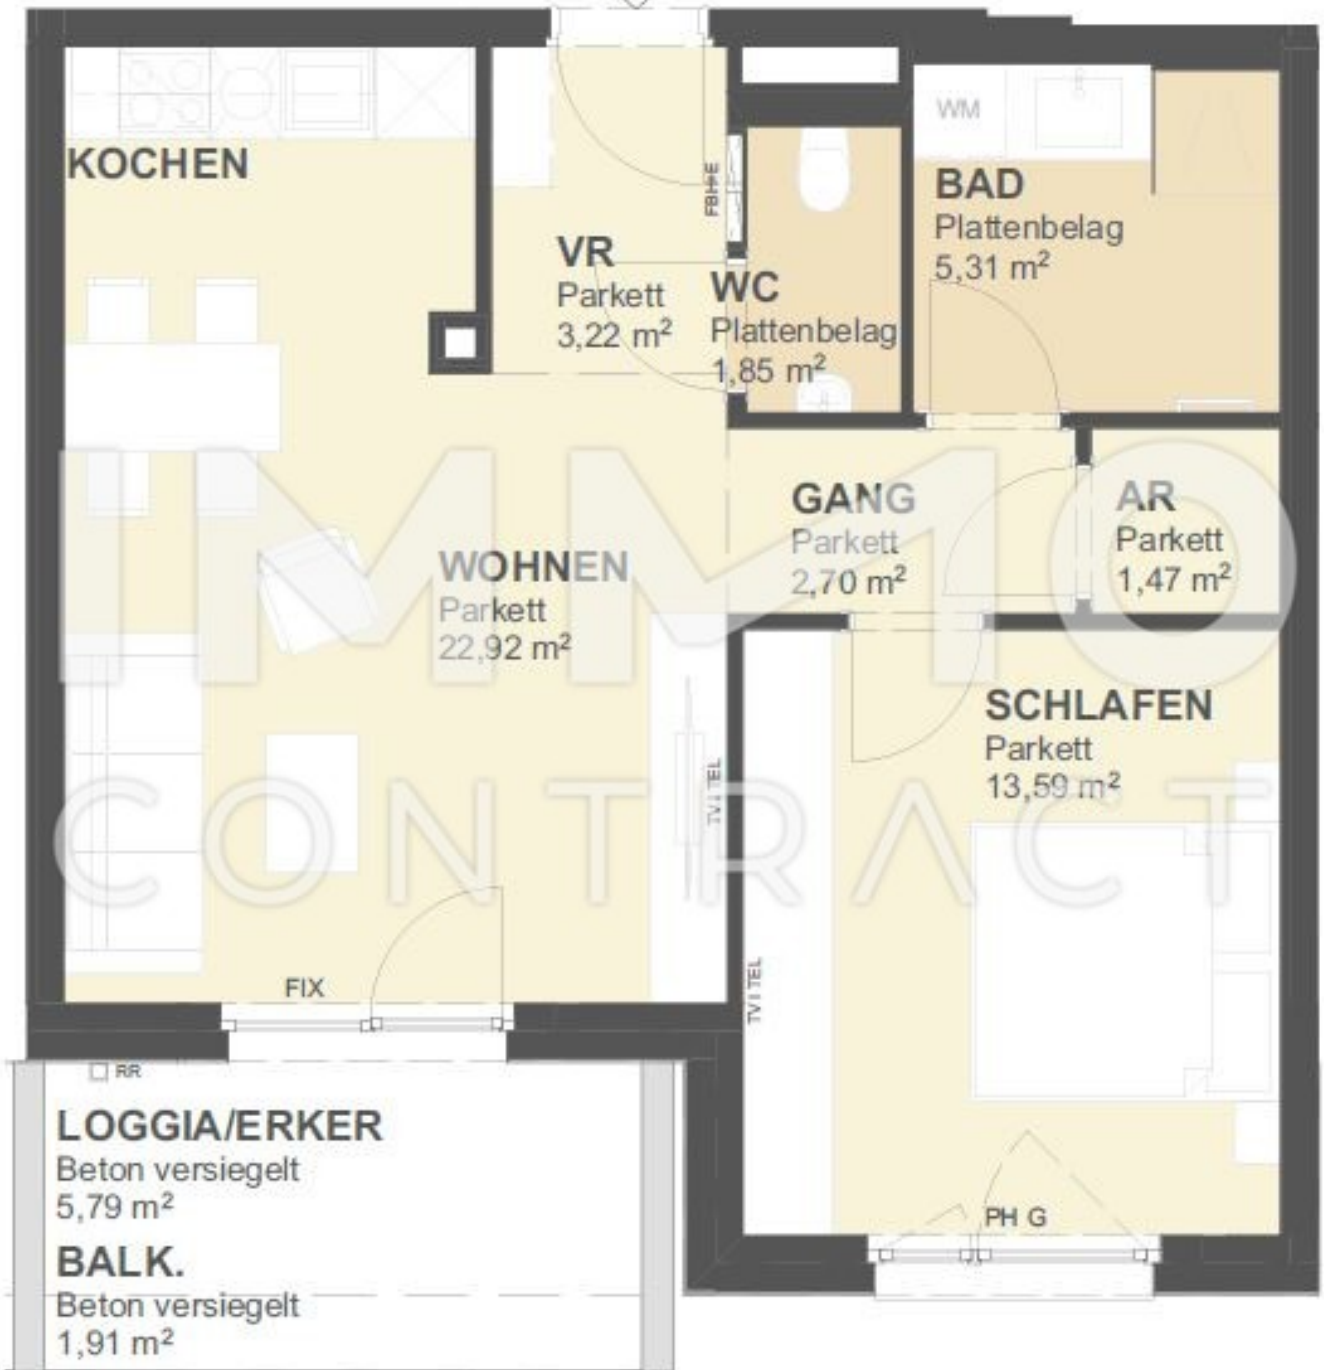 KOCHEN
VR
Parkett
3,22 m²
FBH-E
WC
Plattenbelag
1,85 m²
WM
BAD
Plattenbelag
5,31 m²
GANG
Parkett
2,70 m²
AR
Parkett
1,47 m²
WOHNEN
Parkett
22,92 m²
IMMO
CONTRACT
TV I TEL
SCHLAFEN
Parkett
13,59 m²
TV I TEL
FIX
PH G
RR
LOGGIA/ERKER
Beton versiegelt
5,79 m²
BALK.
Beton versiegelt
1,91 m²